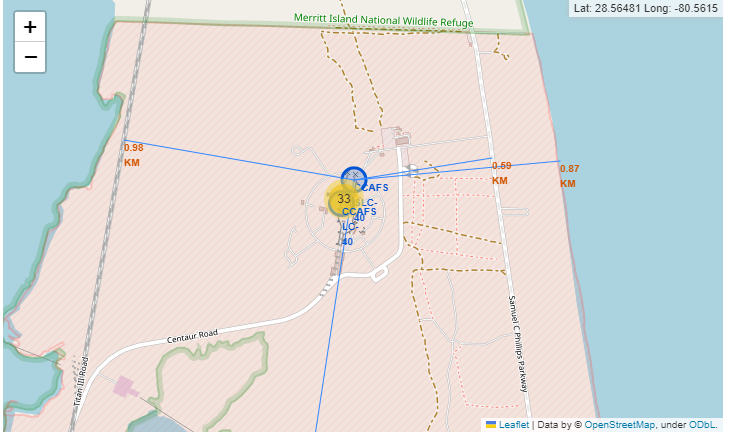 Merritt Island National Wildlife Refuge
Lat: 28.56481 Long: -80.5615
+
−
0.98
KM
0.59
KM
0.87
KM
CCAFS
SLC-
40
33
CCAFS
LC-
40
Centaur Road
Titan III Road
Samuel C Phillips Parkway
Leaflet | Data by © OpenStreetMap, under ODbL.